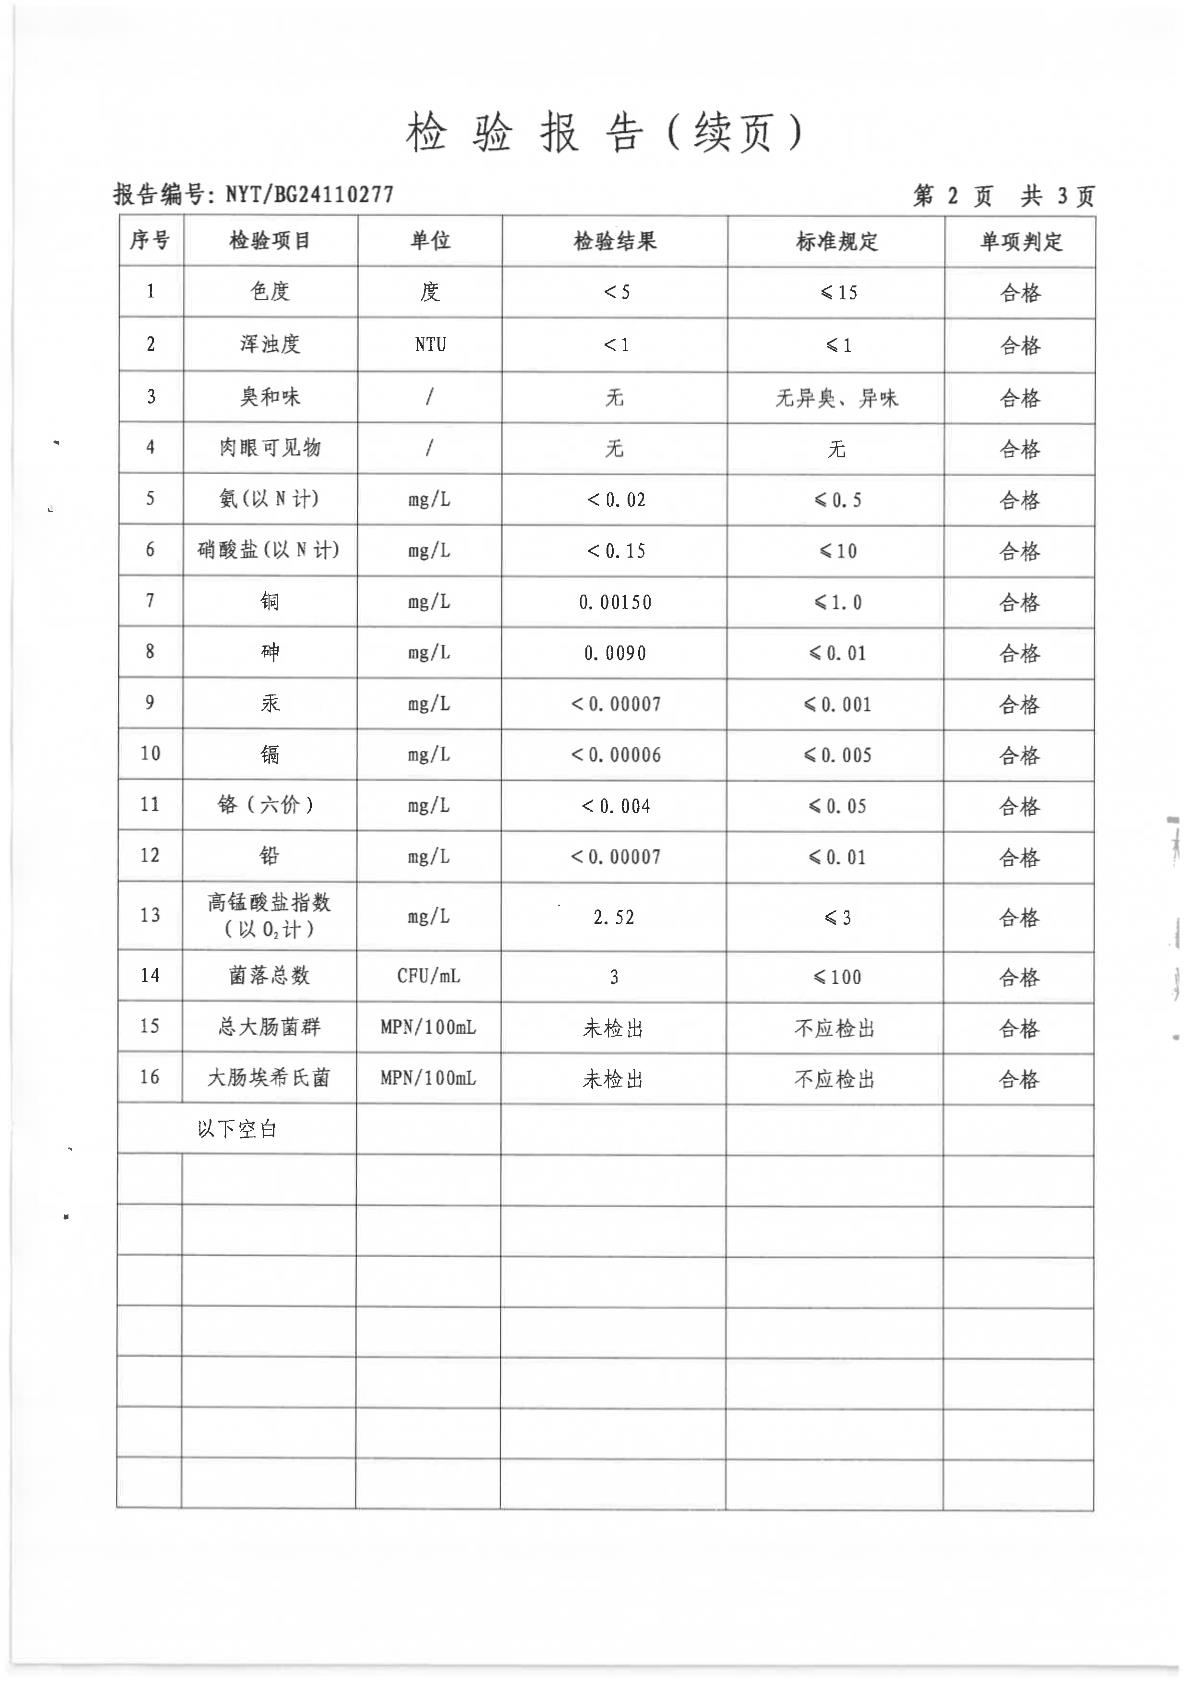 检验报告(续页)
报告编号: NYT/BG24110277 第 2 页 共 3 页
序号 检验项目 单位 检验结果 标准规定 单项判定
1 色度 度 <5 ≤15 合格
2 浑浊度 NTU <1 ≤1 合格
3 臭和味 / 无 无异臭、异味 合格
4 肉眼可见物 / 无 无 合格
5 氨(以 N 计) mg/L <0.02 ≤0.5 合格
6 硝酸盐(以 N 计) mg/L <0.15 ≤10 合格
7 铜 mg/L 0.00150 ≤1.0 合格
8 砷 mg/L 0.0090 ≤0.01 合格
9 汞 mg/L <0.00007 ≤0.001 合格
10 镉 mg/L <0.00006 ≤0.005 合格
11 铬（六价） mg/L <0.004 ≤0.05 合格
12 铅 mg/L <0.00007 ≤0.01 合格
13 高锰酸盐指数
（以 O₂计） mg/L 2.52 ≤3 合格
14 菌落总数 CFU/mL 3 ≤100 合格
15 总大肠菌群 MPN/100mL 未检出 不应检出 合格
16 大肠埃希氏菌 MPN/100mL 未检出 不应检出 合格
以下空白